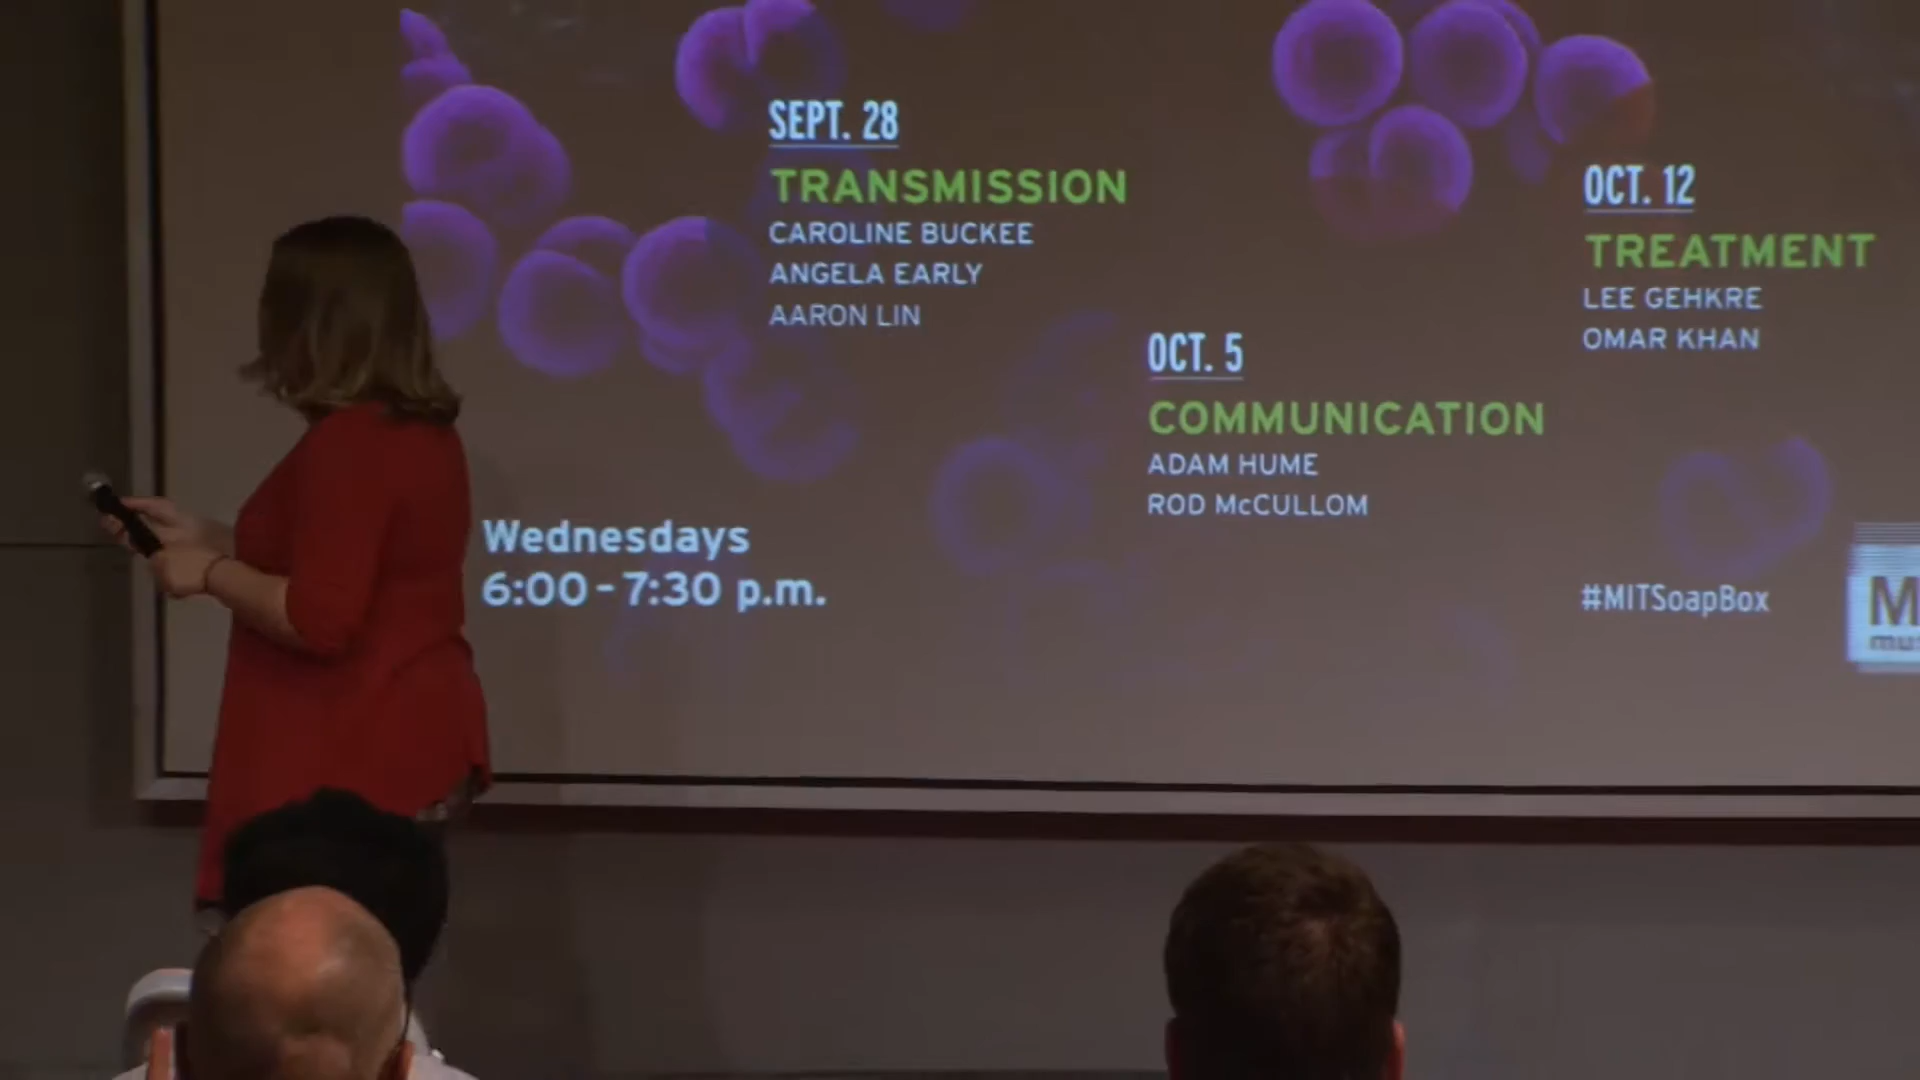 SEPT. 28
TRANSMISSION
CAROLINE BUCKEE
ANGELA EARLY
AARON LIN
OCT. 5
COMMUNICATION
ADAM HUME
ROD McCULLOM
OCT. 12
TREATMENT
LEE GEHKRE
OMAR KHAN
Wednesdays
6:00 - 7:30 p.m.
#MITSoapBox